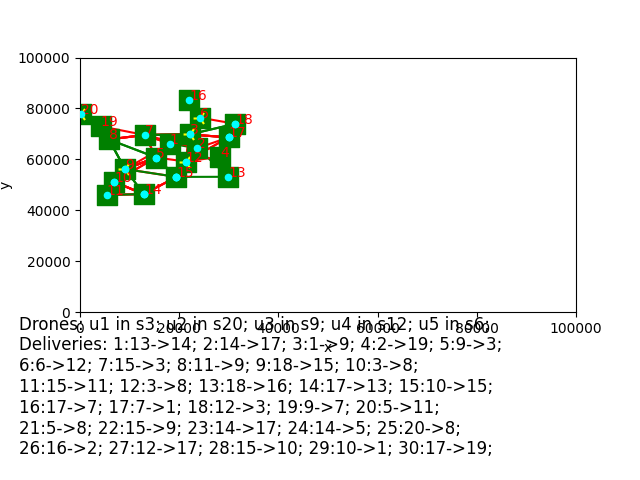 100000
80000
60000
40000
20000
0
y
0 20000 40000 60000 80000 100000
x
Drones: u1 in s3; u2 in s20; u3 in s9; u4 in s12; u5 in s6;
Deliveries: 1:13->14; 2:14->17; 3:1->9; 4:2->19; 5:9->3;
6:6->12; 7:15->3; 8:11->9; 9:18->15; 10:3->8;
11:15->11; 12:3->8; 13:18->16; 14:17->13; 15:10->15;
16:17->7; 17:7->1; 18:12->3; 19:9->7; 20:5->11;
21:5->8; 22:15->9; 23:14->17; 24:14->5; 25:20->8;
26:16->2; 27:12->17; 28:15->10; 29:10->1; 30:17->19;